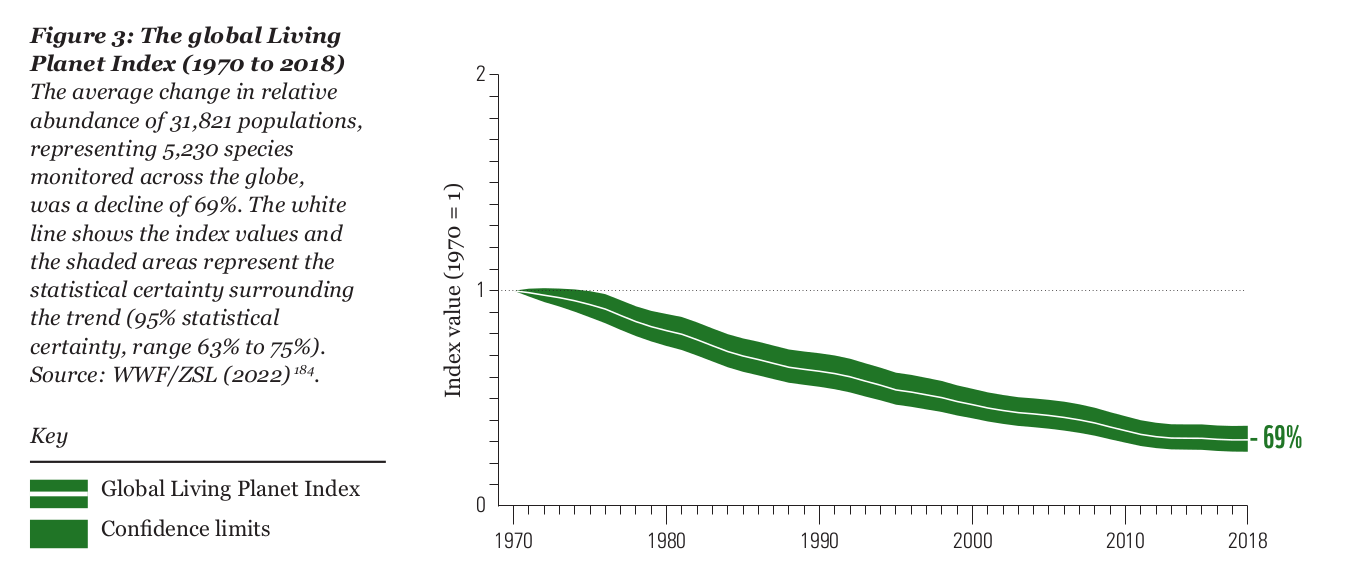 Figure 3: The global Living
Planet Index (1970 to 2018)
The average change in relative
abundance of 31,821 populations,
representing 5,230 species
monitored across the globe,
was a decline of 69%. The white
line shows the index values and
the shaded areas represent the
statistical certainty surrounding
the trend (95% statistical
certainty, range 63% to 75%).
Source: WWF/ZSL (2022) 184.
Key
Global Living Planet Index
Confidence limits
Index value (1970 = 1)
2
1
0
- 69%
1970 1980 1990 2000 2010 2018